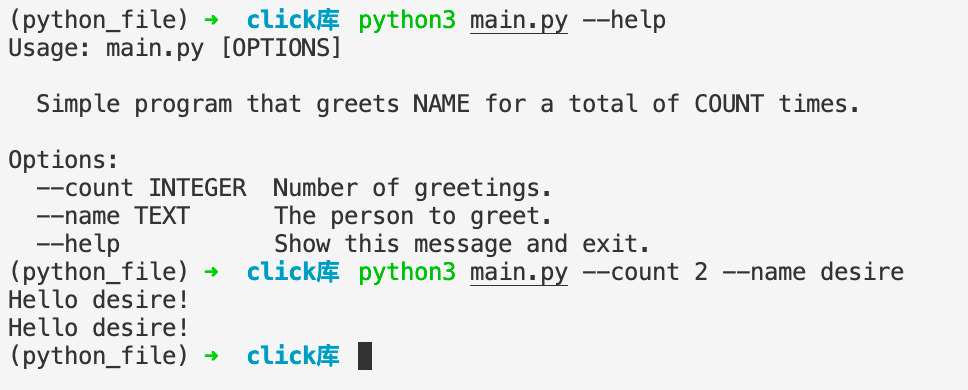 (python_file) ➜  click库 python3 main.py --help
Usage: main.py [OPTIONS]

  Simple program that greets NAME for a total of COUNT times.

Options:
  --count INTEGER  Number of greetings.
  --name TEXT      The person to greet.
  --help           Show this message and exit.
(python_file) ➜  click库 python3 main.py --count 2 --name desire
Hello desire!
Hello desire!
(python_file) ➜  click库